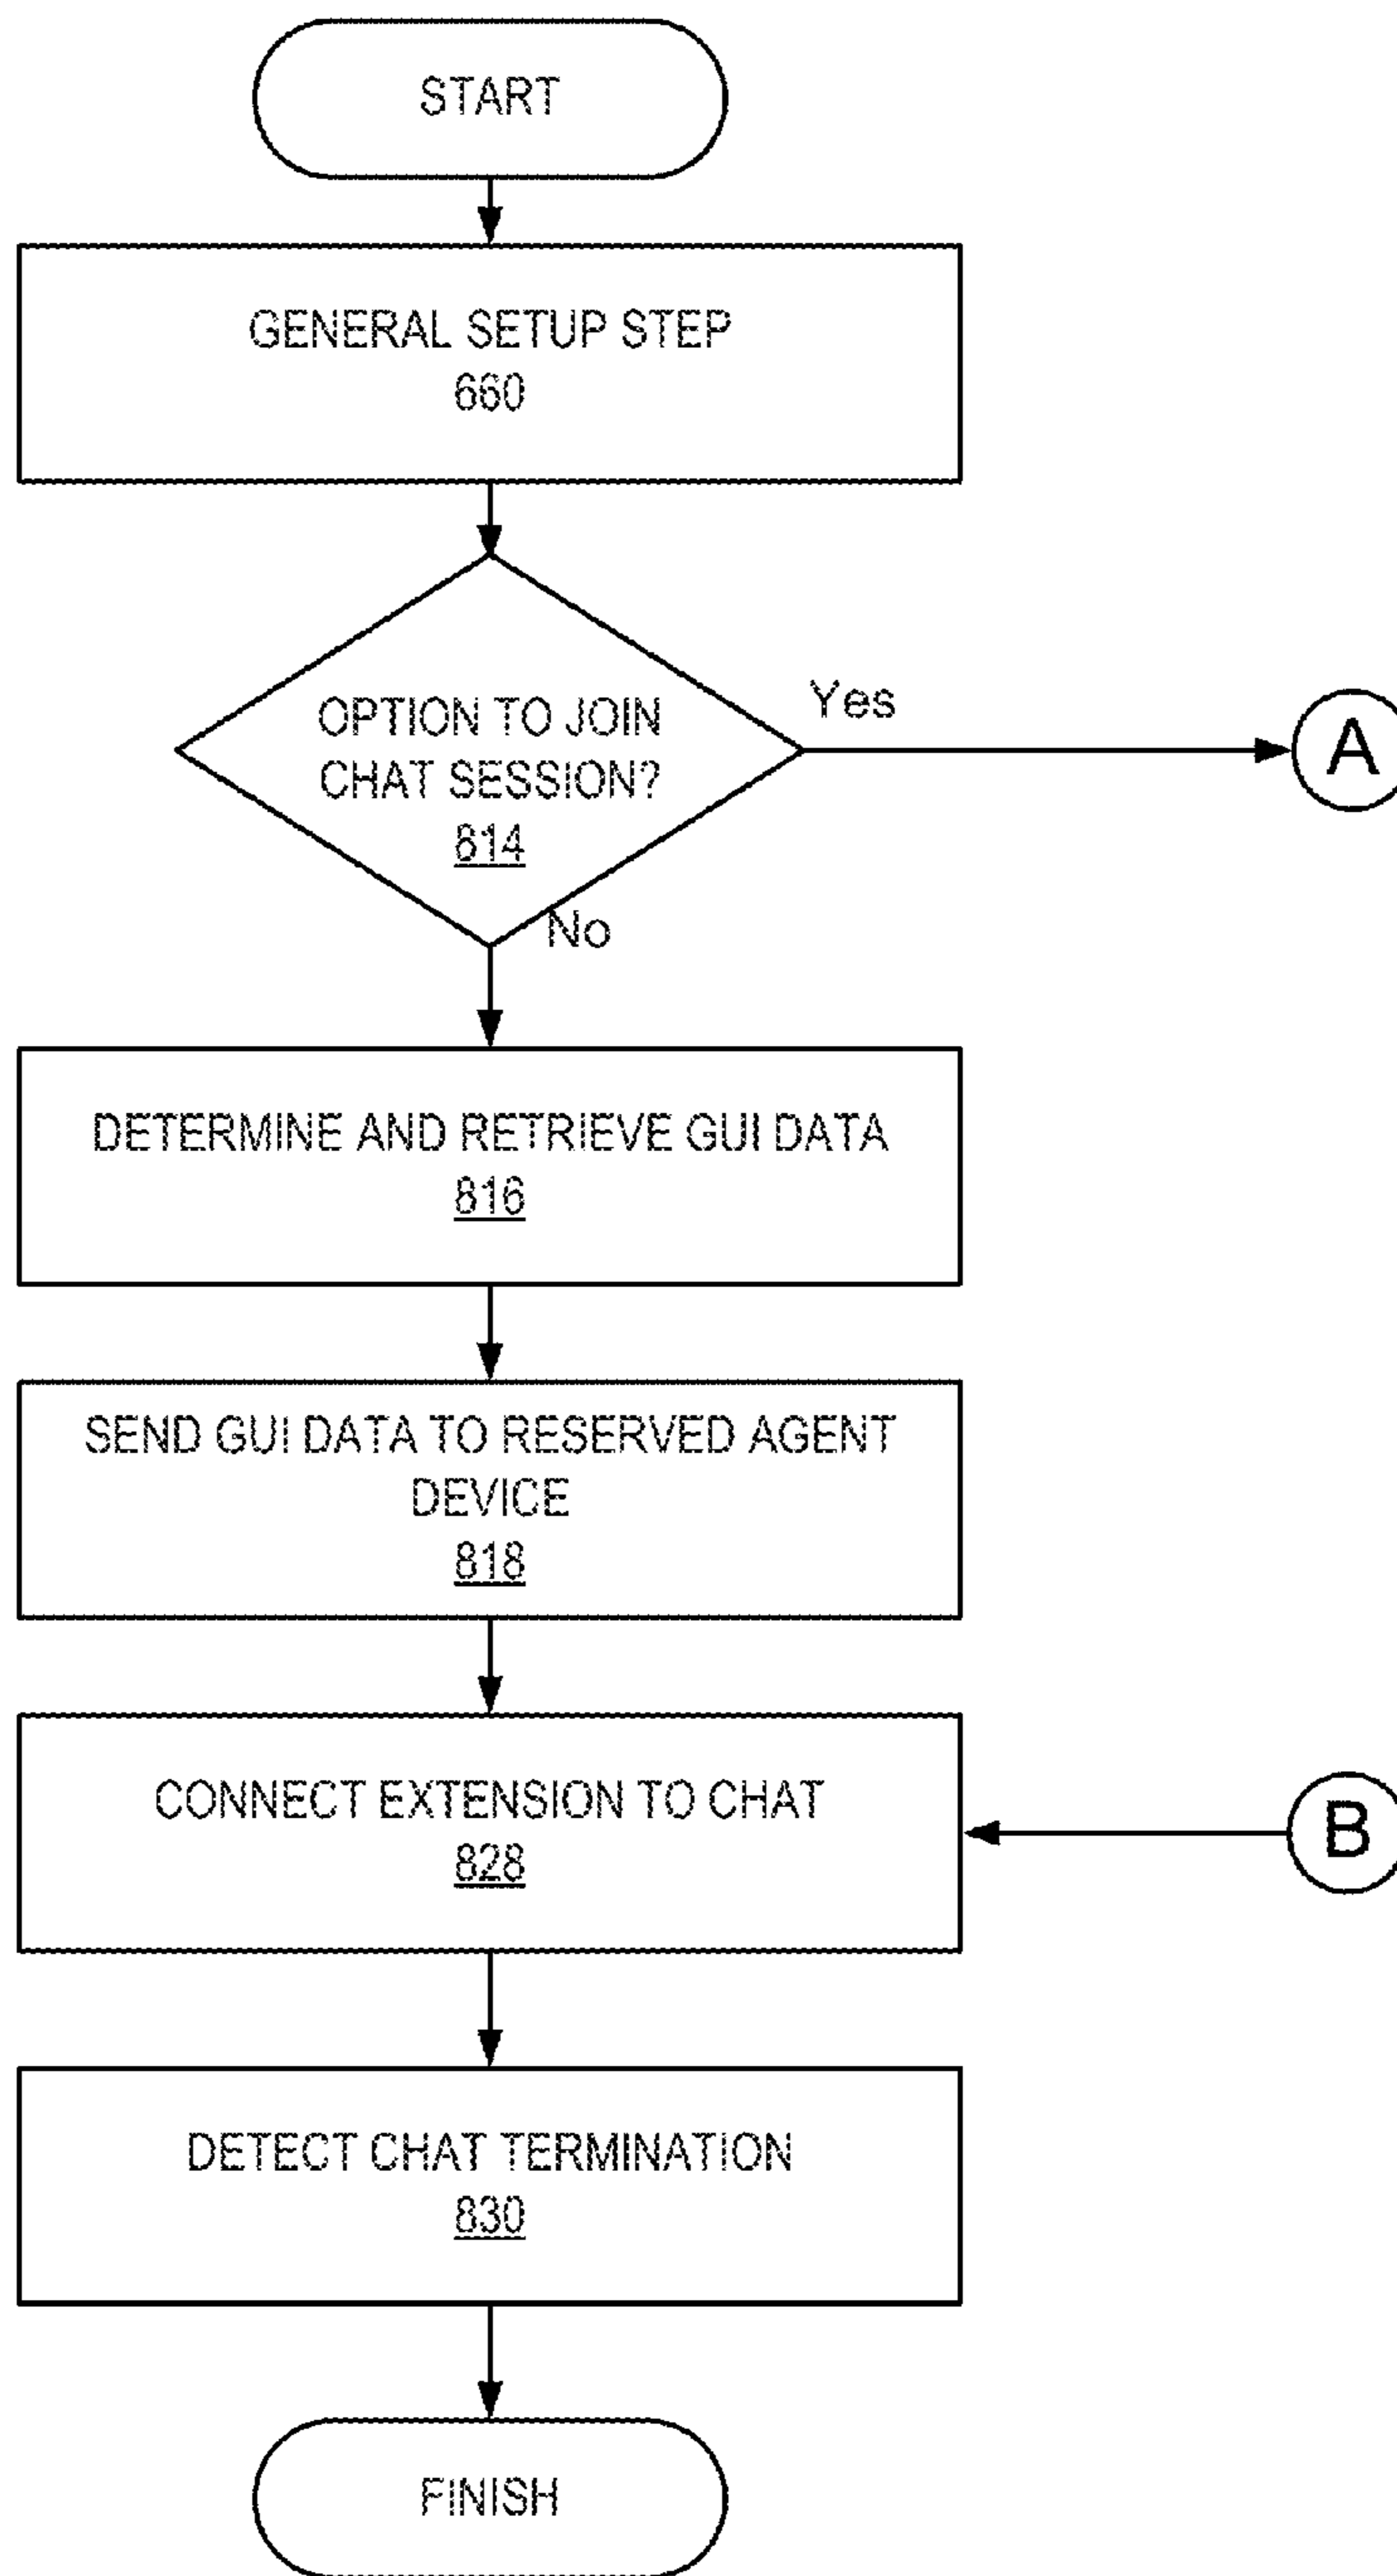 START
GENERAL SETUP STEP
660
OPTION TO JOIN
CHAT SESSION?
814
Yes
A
No
DETERMINE AND RETRIEVE GUI DATA
816
SEND GUI DATA TO RESERVED AGENT
DEVICE
818
CONNECT EXTENSION TO CHAT
828
B
DETECT CHAT TERMINATION
830
FINISH